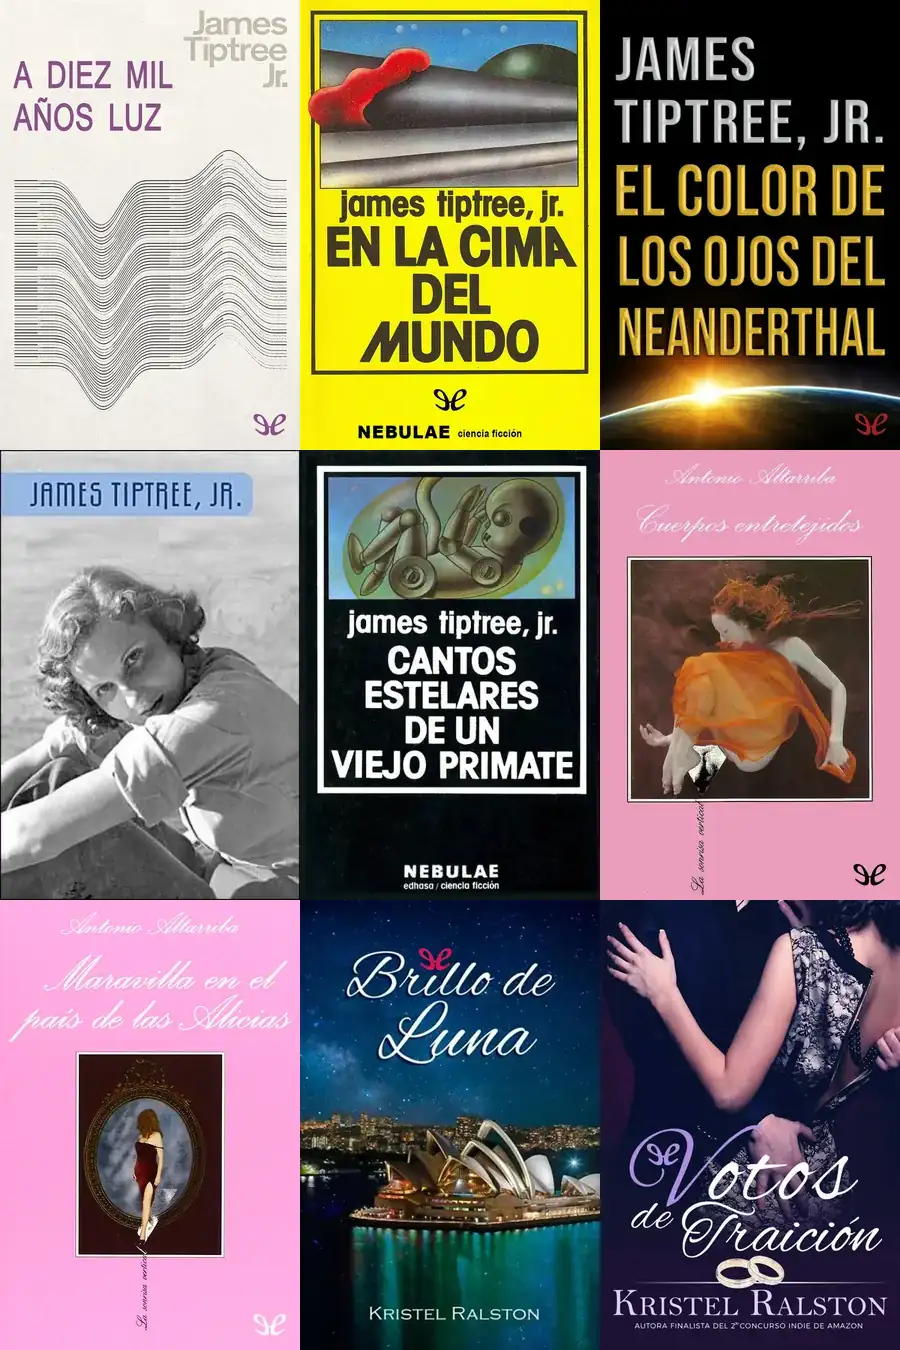 James
Tiptree
Jr.
A DIEZ MIL
AÑOS LUZ
james tiptree, jr.
EN LA CIMA
DEL
MUNDO
NEBULAE ciencia ficción
JAMES
TIPTREE, JR.
EL COLOR DE
LOS OJOS DEL
NEANDERTHAL
JAMES TIPTREE, JR.
james tiptree, jr.
CANTOS
ESTELARES
DE UN
VIEJO PRIMATE
NEBULAE
edhasa / ciencia ficción
Antonio Altarriba
Cuerpos entretejidos
La sonrisa vertical
Antonio Altarriba
Maravilla en el
país de las Alicias
La sonrisa vertical
Brillo de
Luna
KRISTEL RALSTON
Votos
de Traición
KRISTEL RALSTON
AUTORA FINALISTA DEL 2º CONCURSO INDIE DE AMAZON